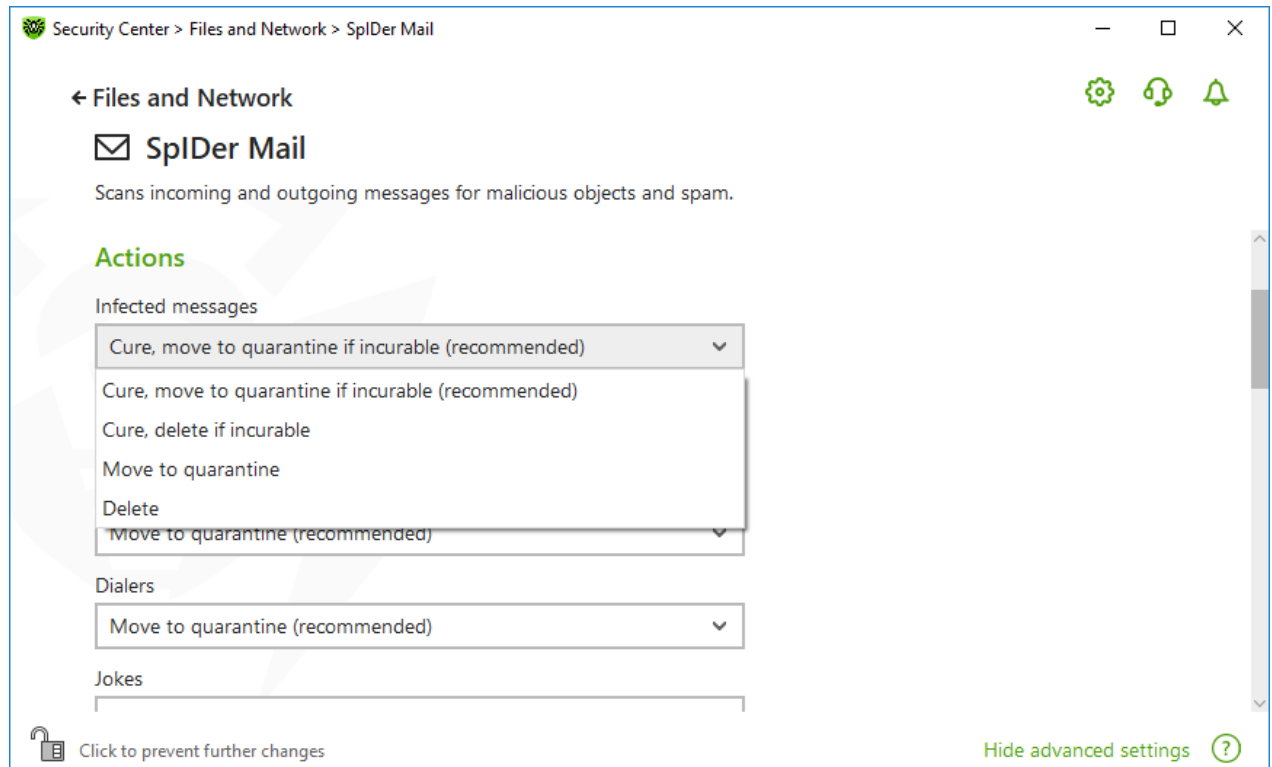 Security Center > Files and Network > SpIDer Mail
Files and Network
SpIDer Mail
Scans incoming and outgoing messages for malicious objects and spam.
Actions
Infected messages
Cure, move to quarantine if incurable (recommended)
Cure, move to quarantine if incurable (recommended)
Cure, delete if incurable
Move to quarantine
Delete
Move to quarantine (recommended)
Dialers
Move to quarantine (recommended)
Jokes
Click to prevent further changes
Hide advanced settings ?